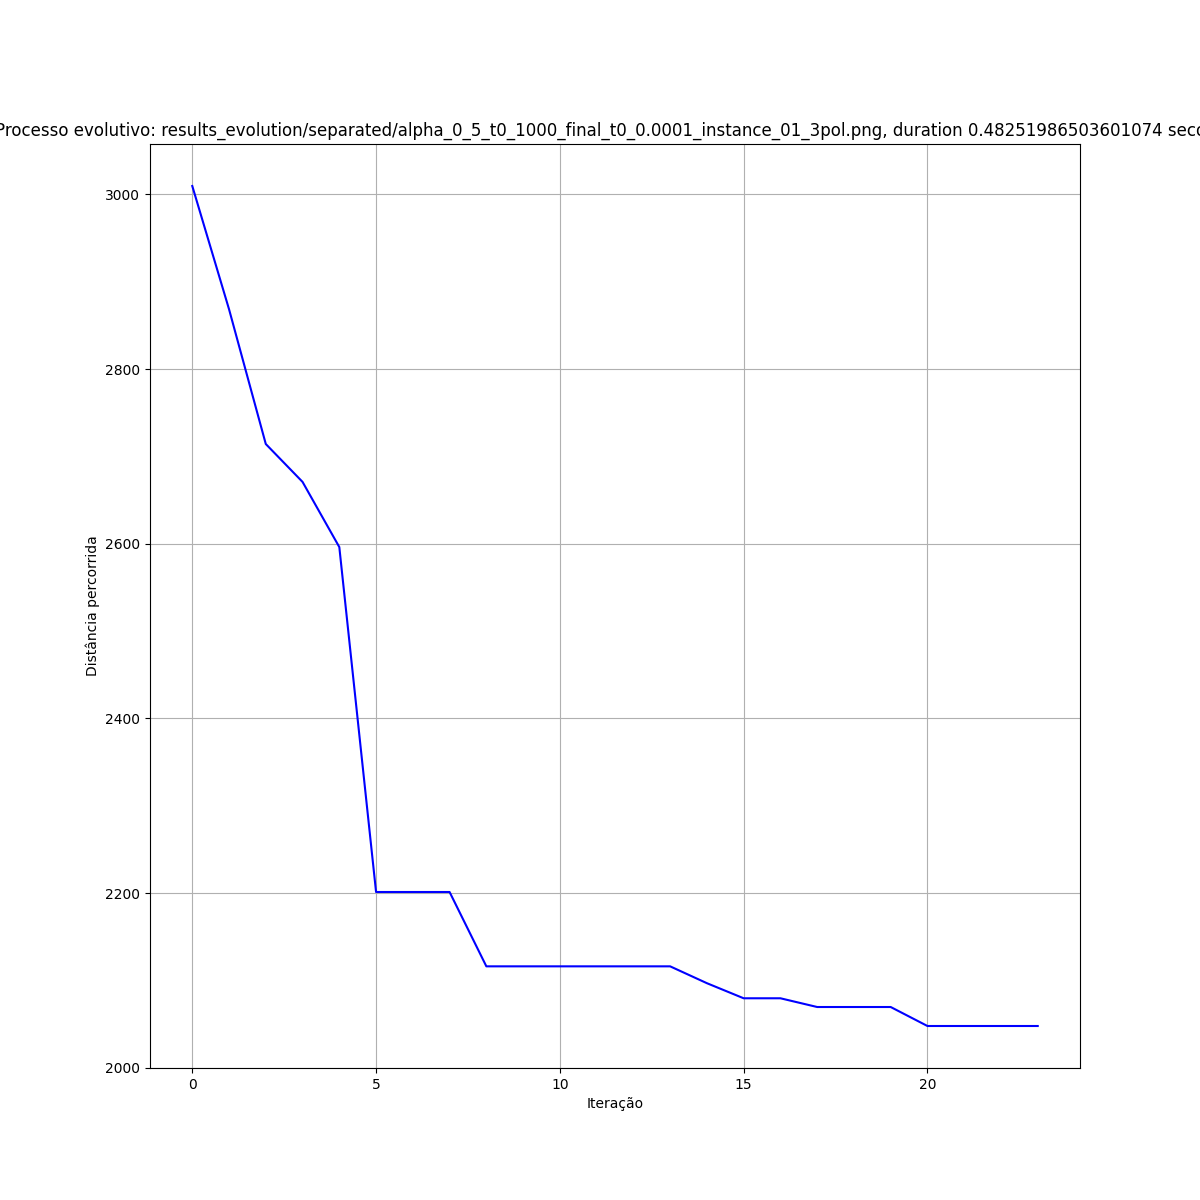 Processo evolutivo: results_evolution/separated/alpha_0_5_t0_1000_final_t0_0.0001_instance_01_3pol.png, duration 0.48251986503601074
3000
2800
2600
2400
2200
2000
Distância percorrida
0 5 10 15 20
Iteração